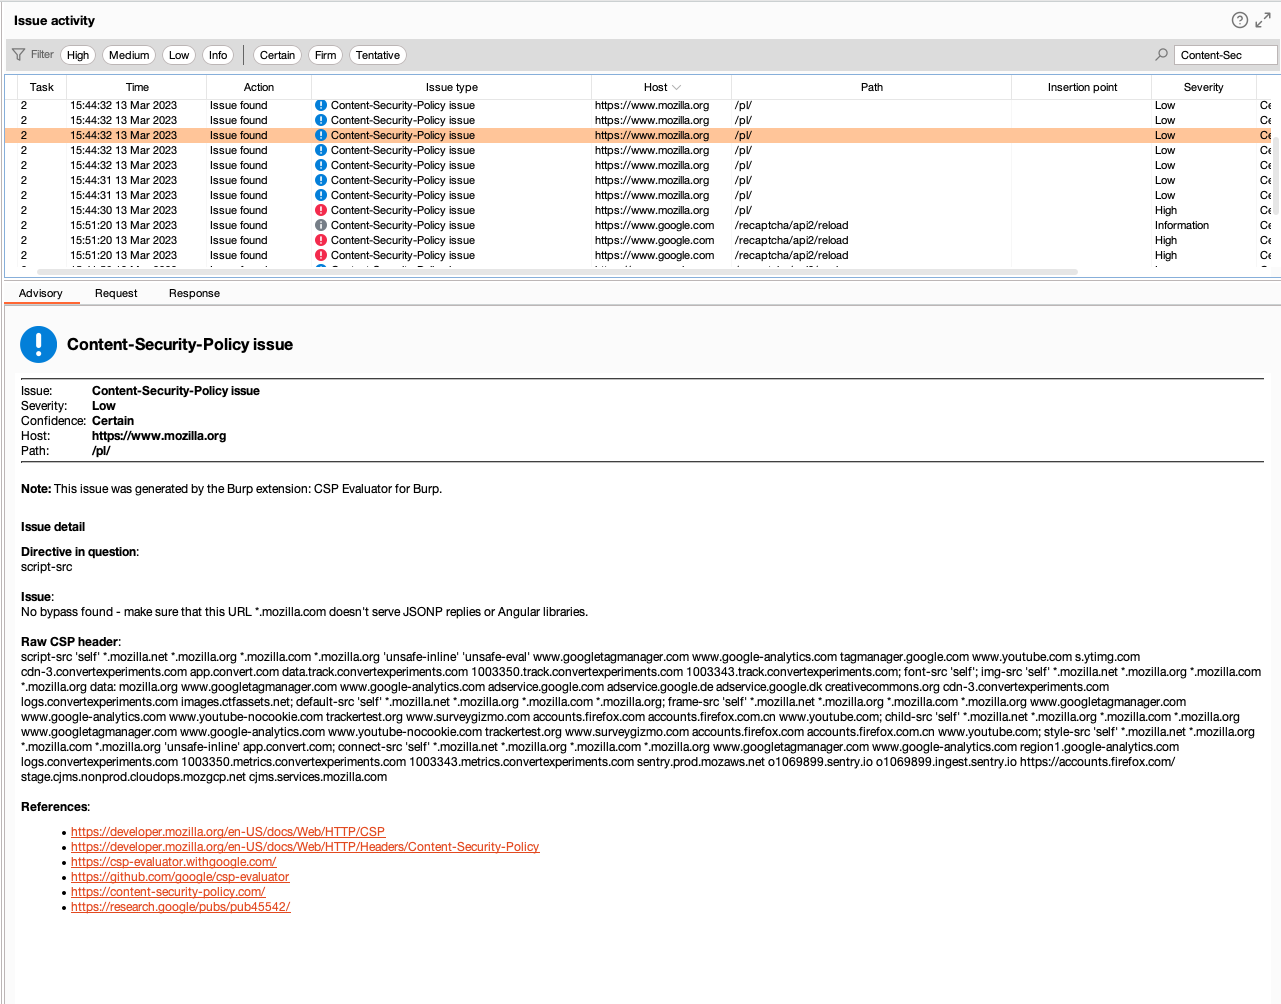 Issue activity
Filter High Medium Low Info Certain Firm Tentative Content-Sec
Task Time Action Issue type Host Path Insertion point Severity
2 15:44:32 13 Mar 2023 Issue found Content-Security-Policy issue https://www.mozilla.org /pl/ Low Ce
2 15:44:32 13 Mar 2023 Issue found Content-Security-Policy issue https://www.mozilla.org /pl/ Low Ce
2 15:44:32 13 Mar 2023 Issue found Content-Security-Policy issue https://www.mozilla.org /pl/ Low Ce
2 15:44:32 13 Mar 2023 Issue found Content-Security-Policy issue https://www.mozilla.org /pl/ Low Ce
2 15:44:32 13 Mar 2023 Issue found Content-Security-Policy issue https://www.mozilla.org /pl/ Low Ce
2 15:44:31 13 Mar 2023 Issue found Content-Security-Policy issue https://www.mozilla.org /pl/ Low Ce
2 15:44:31 13 Mar 2023 Issue found Content-Security-Policy issue https://www.mozilla.org /pl/ Low Ce
2 15:44:30 13 Mar 2023 Issue found Content-Security-Policy issue https://www.mozilla.org /pl/ High Ce
2 15:51:20 13 Mar 2023 Issue found Content-Security-Policy issue https://www.google.com /recaptcha/api2/reload Information Ce
2 15:51:20 13 Mar 2023 Issue found Content-Security-Policy issue https://www.google.com /recaptcha/api2/reload High Ce
2 15:51:20 13 Mar 2023 Issue found Content-Security-Policy issue https://www.google.com /recaptcha/api2/reload High Ce
Advisory Request Response
Content-Security-Policy issue
Issue: Content-Security-Policy issue
Severity: Low
Confidence: Certain
Host: https://www.mozilla.org
Path: /pl/
Note: This issue was generated by the Burp extension: CSP Evaluator for Burp.
Issue detail
Directive in question:
script-src
Issue:
No bypass found - make sure that this URL *.mozilla.com doesn't serve JSONP replies or Angular libraries.
Raw CSP header:
script-src 'self' *.mozilla.net *.mozilla.org *.mozilla.com *.mozilla.org 'unsafe-inline' 'unsafe-eval' www.googletagmanager.com www.google-analytics.com tagmanager.google.com www.youtube.com s.ytimg.com
cdn-3.convertexperiments.com app.convert.com data.track.convertexperiments.com 1003350.track.convertexperiments.com 1003343.track.convertexperiments.com; font-src 'self'; img-src 'self' *.mozilla.net *.mozilla.org *.mozilla.com
*.mozilla.org data: mozilla.org www.googletagmanager.com www.google-analytics.com adservice.google.com adservice.google.de adservice.google.dk creativecommons.org cdn-3.convertexperiments.com
logs.convertexperiments.com images.ctfassets.net; default-src 'self' *.mozilla.net *.mozilla.org *.mozilla.com *.mozilla.org; frame-src 'self' *.mozilla.net *.mozilla.org *.mozilla.com *.mozilla.org www.googletagmanager.com
www.google-analytics.com www.youtube-nocookie.com trackertest.org www.surveygizmo.com accounts.firefox.com accounts.firefox.com.cn www.youtube.com; child-src 'self' *.mozilla.net *.mozilla.org *.mozilla.com *.mozilla.org
www.googletagmanager.com www.google-analytics.com www.youtube-nocookie.com trackertest.org www.surveygizmo.com accounts.firefox.com accounts.firefox.com.cn www.youtube.com; style-src 'self' *.mozilla.net *.mozilla.org
*.mozilla.com *.mozilla.org 'unsafe-inline' app.convert.com; connect-src 'self' *.mozilla.net *.mozilla.org *.mozilla.com *.mozilla.org www.googletagmanager.com www.google-analytics.com region1.google-analytics.com
logs.convertexperiments.com 1003350.metrics.convertexperiments.com 1003343.metrics.convertexperiments.com sentry.prod.mozaws.net o1069899.sentry.io o1069899.ingest.sentry.io https://accounts.firefox.com/
stage.cjms.nonprod.cloudops.mozgcp.net cjms.services.mozilla.com
References:
https://developer.mozilla.org/en-US/docs/Web/HTTP/CSP
https://developer.mozilla.org/en-US/docs/Web/HTTP/Headers/Content-Security-Policy
https://csp-evaluator.withgoogle.com/
https://github.com/google/csp-evaluator
https://content-security-policy.com/
https://research.google/pubs/pub45542/